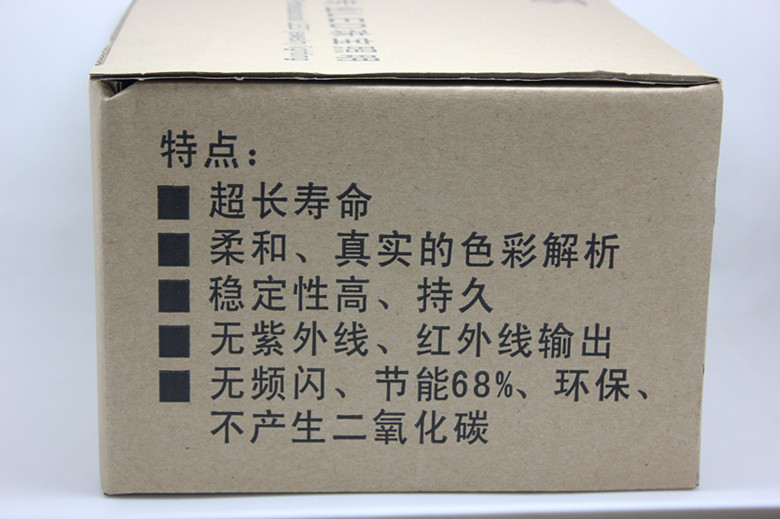 特点：
■ 超长寿命
■ 柔和、真实的色彩解析
■ 稳定性高、持久
■ 无紫外线、红外线输出
■ 无频闪、节能68%、环保、
不产生二氧化碳